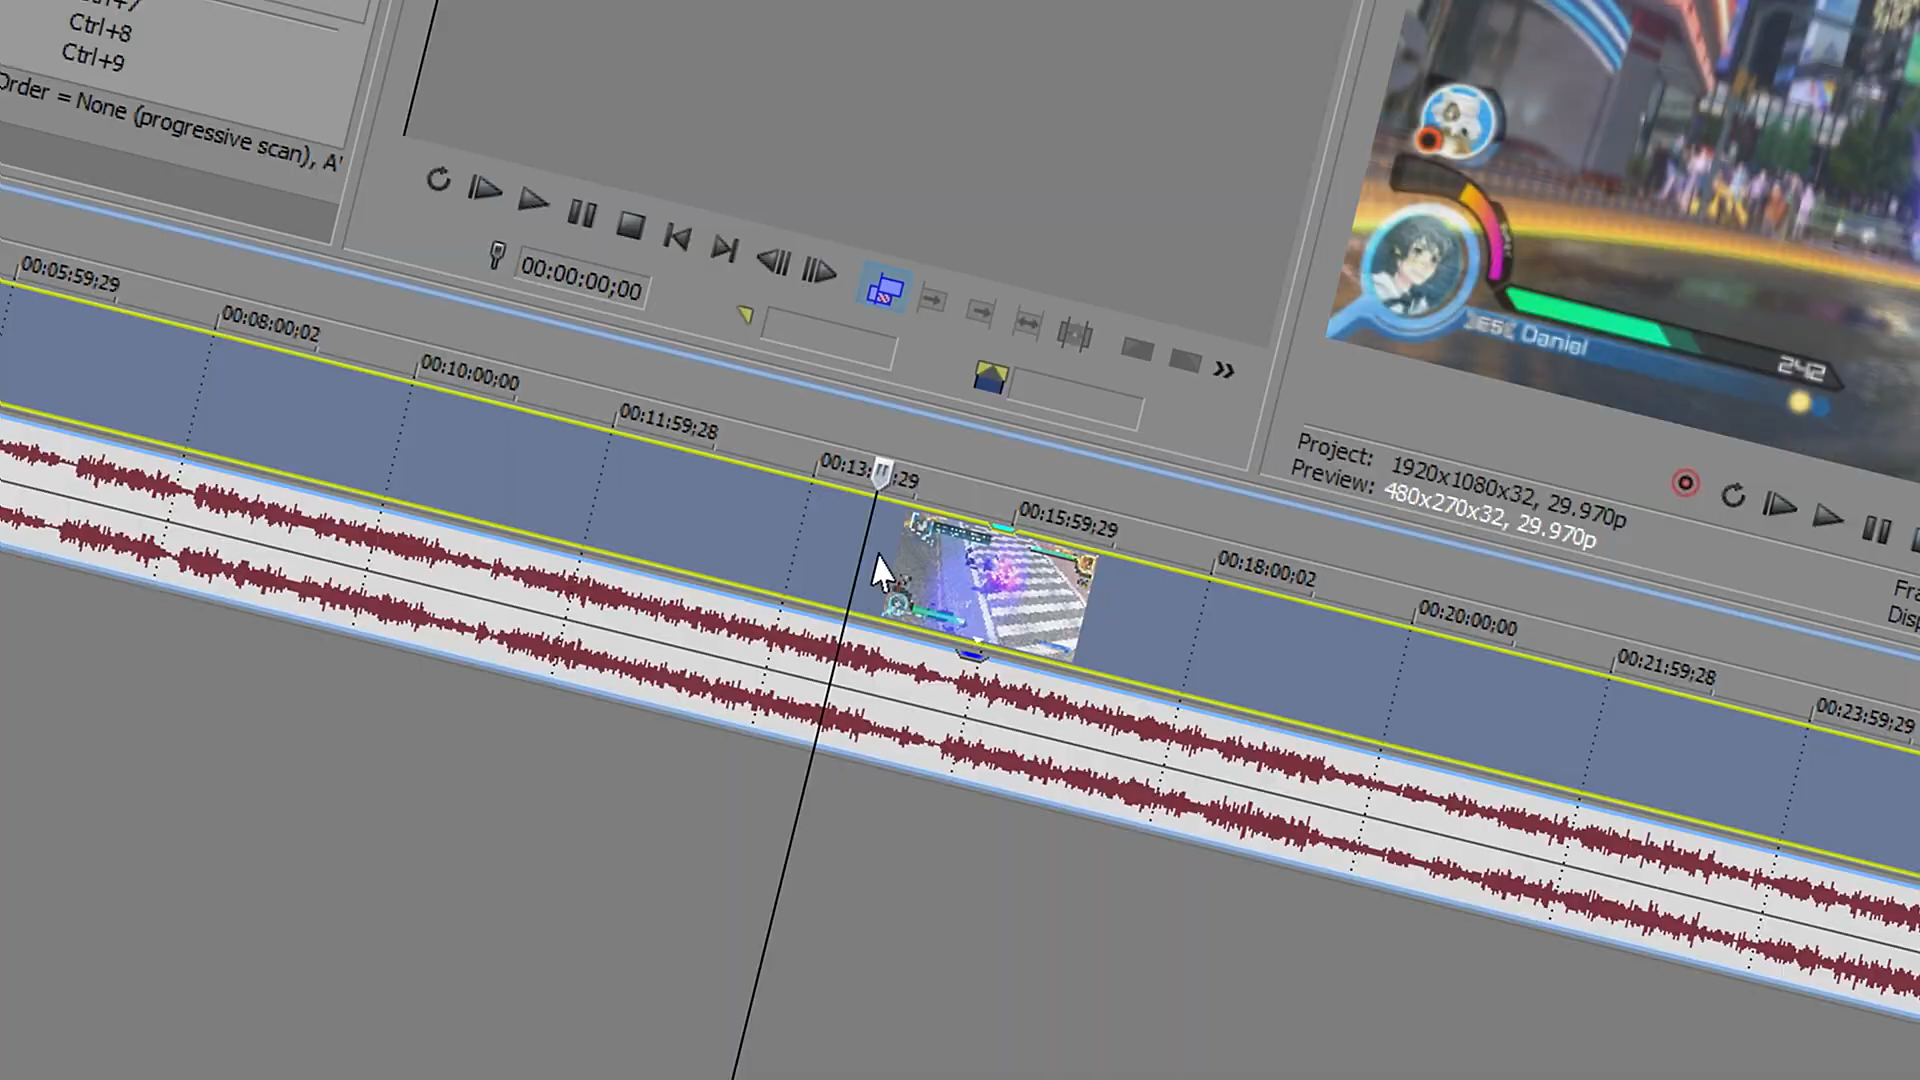 Ctrl+8
Ctrl+9
Order = None (progressive scan), A
00:00:00;00
00:05:59;29
00:08:00;02
00:10:00;00
00:11:59;28
00:13:
;29
00:15:59;29
00:18:00;02
00:20:00;00
00:21:59;28
00:23:59;29
Daniel
242
Project: 1920x1080x32, 29.970p
Preview: 480x270x32, 29.970p